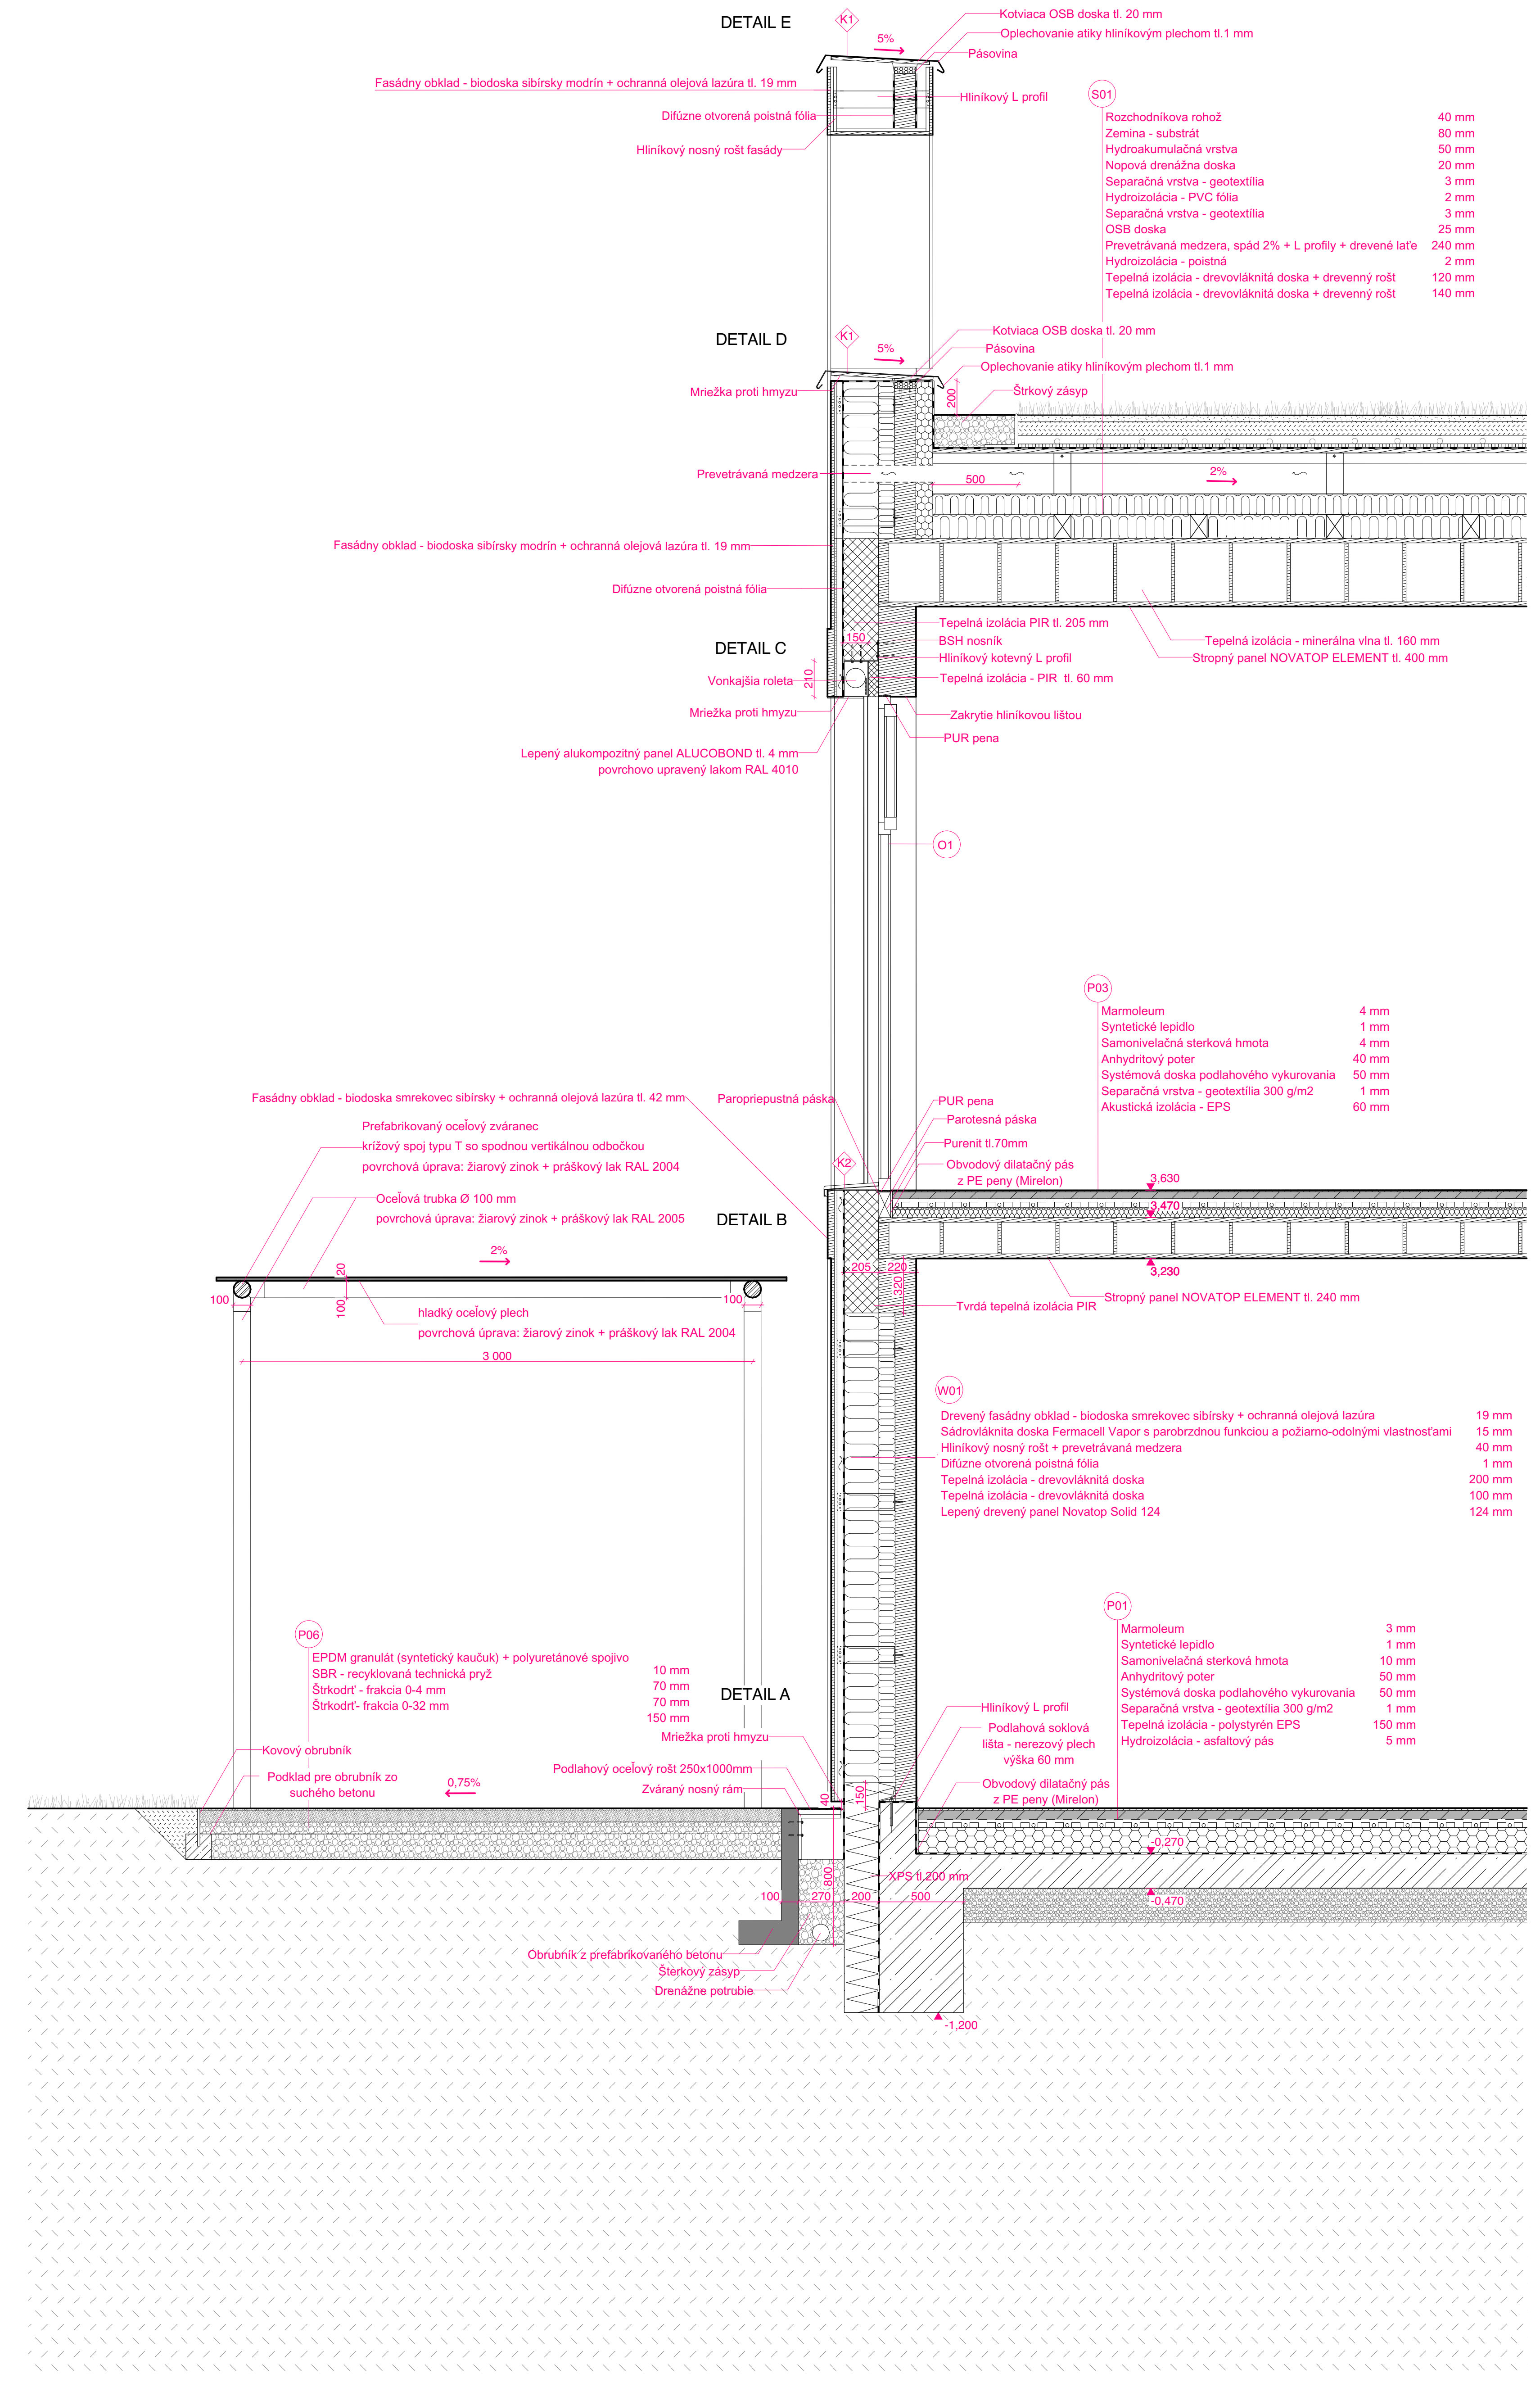 DETAIL E
K1
5%
Kotviaca OSB doska tl. 20 mm
Oplechovanie atiky hliníkovým plechom tl.1 mm
Pásovina
Fasádny obklad - biodoska sibírsky modrín + ochranná olejová lazúra tl. 19 mm
Hliníkový L profil
Difúzne otvorená poistná fólia
Hliníkový nosný rošt fasády
S01
Rozchodníkova rohož 40 mm
Zemina - substrát 80 mm
Hydroakumulačná vrstva 50 mm
Nopová drenážna doska 20 mm
Separačná vrstva - geotextília 3 mm
Hydroizolácia - PVC fólia 2 mm
Separačná vrstva - geotextília 3 mm
OSB doska 25 mm
Prevetrávaná medzera, spád 2% + L profily + drevené laťe 240 mm
Hydroizolácia - poistná 2 mm
Tepelná izolácia - drevovláknitá doska + drevenný rošt 120 mm
Tepelná izolácia - drevovláknitá doska + drevenný rošt 140 mm
DETAIL D
K1
5%
Kotviaca OSB doska tl. 20 mm
Pásovina
Oplechovanie atiky hliníkovým plechom tl.1 mm
Mriežka proti hmyzu
200
Štrkový zásyp
Prevetrávaná medzera
500
2%
Fasádny obklad - biodoska sibírsky modrín + ochranná olejová lazúra tl. 19 mm
Difúzne otvorená poistná fólia
Tepelná izolácia PIR tl. 205 mm
150
BSH nosník
Tepelná izolácia - minerálna vlna tl. 160 mm
DETAIL C
Hliníkový kotevný L profil
Stropný panel NOVATOP ELEMENT tl. 400 mm
Vonkajšia roleta
210
Tepelná izolácia - PIR tl. 60 mm
Mriežka proti hmyzu
Zakrytie hliníkovou lištou
PUR pena
Lepený alukompozitný panel ALUCOBOND tl. 4 mm
povrchovo upravený lakom RAL 4010
O1
P03
Marmoleum 4 mm
Syntetické lepidlo 1 mm
Samonivelačná sterková hmota 4 mm
Anhydritový poter 40 mm
Systémová doska podlahového vykurovania 50 mm
Separačná vrstva - geotextília 300 g/m2 1 mm
Akustická izolácia - EPS 60 mm
Fasádny obklad - biodoska smrekovec sibírsky + ochranná olejová lazúra tl. 42 mm
Paropriepustná páska
PUR pena
Parotesná páska
Purenit tl.70mm
Obvodový dilatačný pás
z PE peny (Mirelon)
Prefabrikovaný oceľový zváranec
krížový spoj typu T so spodnou vertikálnou odbočkou
povrchová úprava: žiarový zinok + práškový lak RAL 2004
K2
Oceľová trubka Ø 100 mm
povrchová úprava: žiarový zinok + práškový lak RAL 2005
3,630
3,470
DETAIL B
2%
20
100
100
100
205
220
320
3,230
Stropný panel NOVATOP ELEMENT tl. 240 mm
Tvrdá tepelná izolácia PIR
hladký oceľový plech
povrchová úprava: žiarový zinok + práškový lak RAL 2004
3 000
W01
Drevený fasádny obklad - biodoska smrekovec sibírsky + ochranná olejová lazúra 19 mm
Sádrovláknita doska Fermacell Vapor s parobrzdnou funkciou a požiarno-odolnými vlastnosťami 15 mm
Hliníkový nosný rošt + prevetrávaná medzera 40 mm
Difúzne otvorená poistná fólia 1 mm
Tepelná izolácia - drevovláknitá doska 200 mm
Tepelná izolácia - drevovláknitá doska 100 mm
Lepený drevený panel Novatop Solid 124 124 mm
P06
EPDM granulát (syntetický kaučuk) + polyuretánové spojivo
10 mm
SBR - recyklovaná technická pryž
70 mm
Štrkodrť - frakcia 0-4 mm
70 mm
Štrkodrť- frakcia 0-32 mm
150 mm
P01
Marmoleum 3 mm
Syntetické lepidlo 1 mm
Samonivelačná sterková hmota 10 mm
Anhydritový poter 50 mm
Systémová doska podlahového vykurovania 50 mm
Separačná vrstva - geotextília 300 g/m2 1 mm
Tepelná izolácia - polystyrén EPS 150 mm
Hydroizolácia - asfaltový pás 5 mm
DETAIL A
Hliníkový L profil
Podlahová soklová
lišta - nerezový plech
výška 60 mm
Obvodový dilatačný pás
z PE peny (Mirelon)
Mriežka proti hmyzu
Kovový obrubník
Podlahový oceľový rošt 250x1000mm
Podklad pre obrubník zo
suchého betonu
0,75%
Zváraný nosný rám
40
150
-0,270
800
XPS tl.200 mm
100
270
200
500
-0,470
Obrubník z prefabríkovaného betonu
Šterkový zásyp
Drenážne potrubie
-1,200